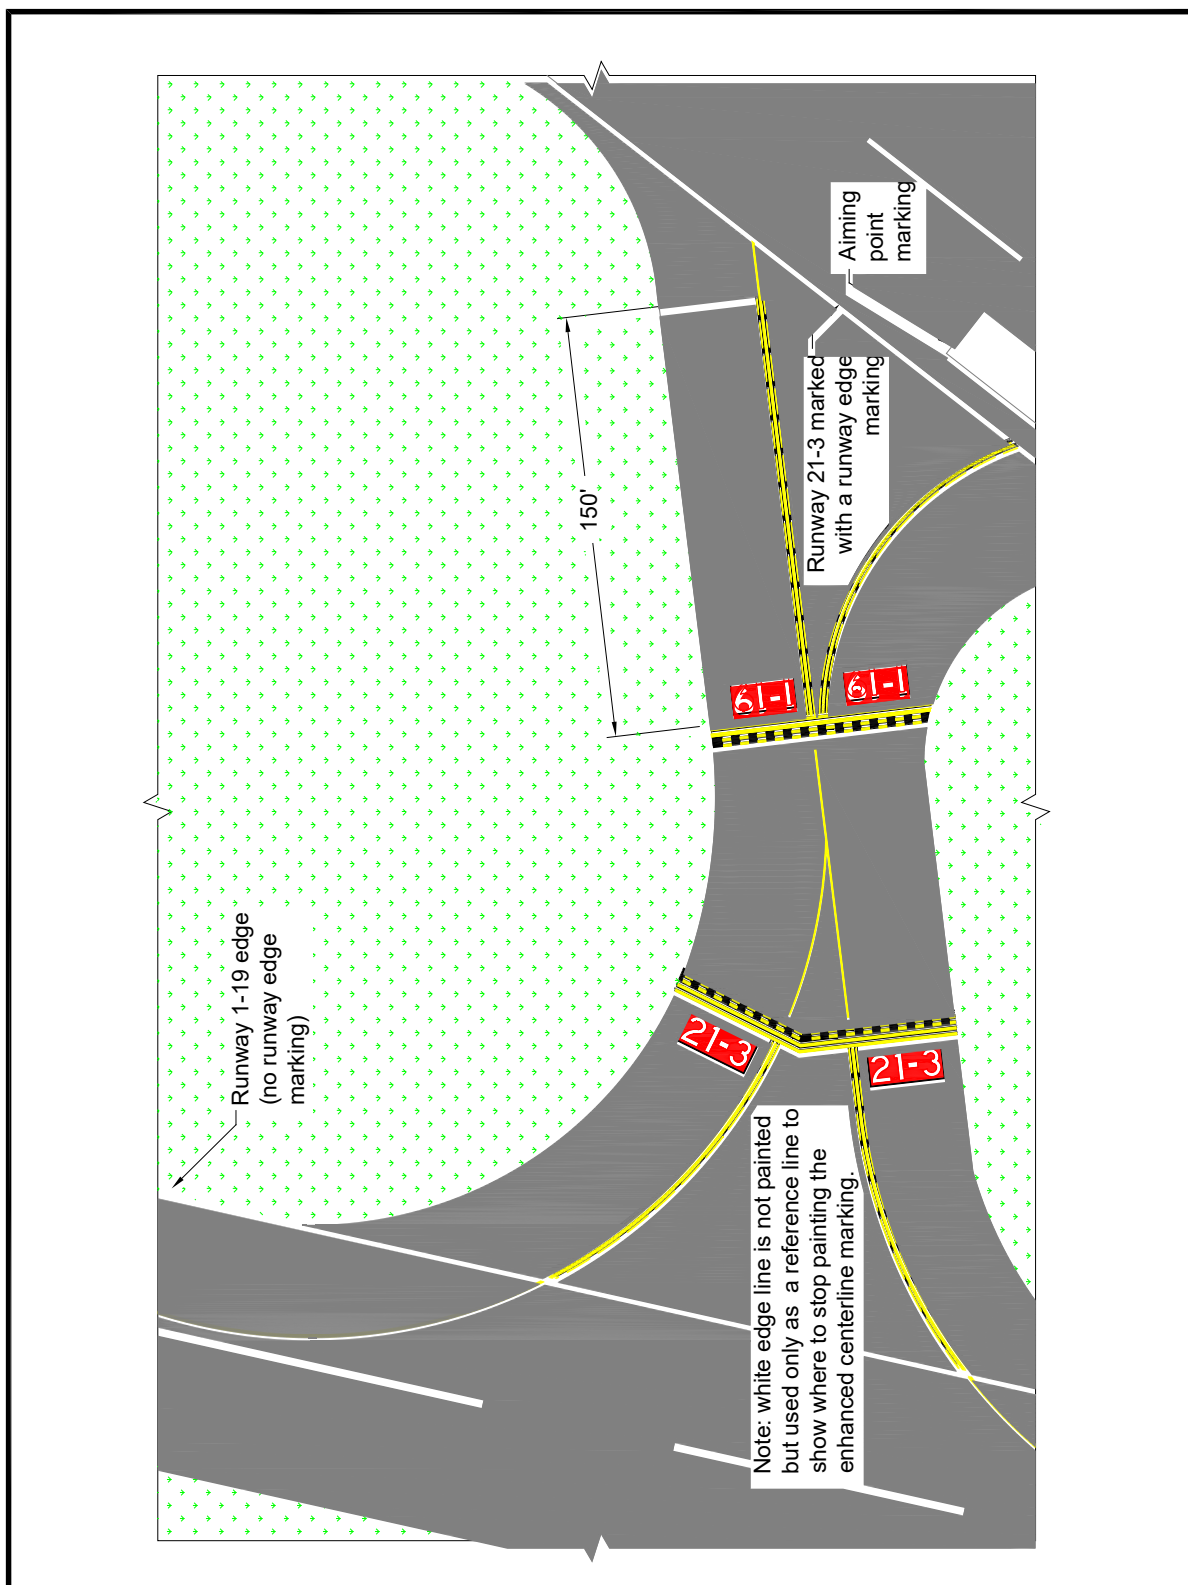 Runway 1-19 edge
(no runway edge
marking)
150'
21-3
21-3
1-19
1-19
Note: white edge line is not painted
but used only as a reference line to
show where to stop painting the
enhanced centerline marking.
Runway 21-3 marked
with a runway edge
marking
Aiming
point
marking